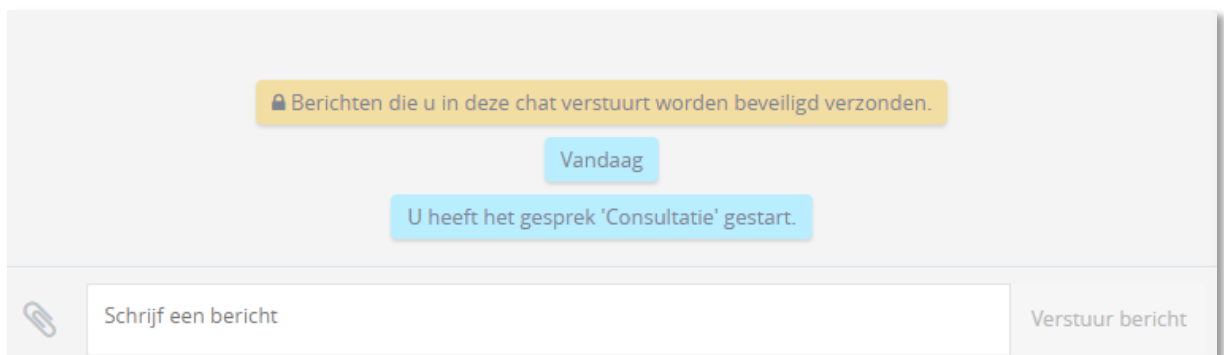 Berichten die u in deze chat verstuurt worden beveiligd verzonden.
Vandaag
U heeft het gesprek 'Consultatie' gestart.
Schrijf een bericht
Verstuur bericht